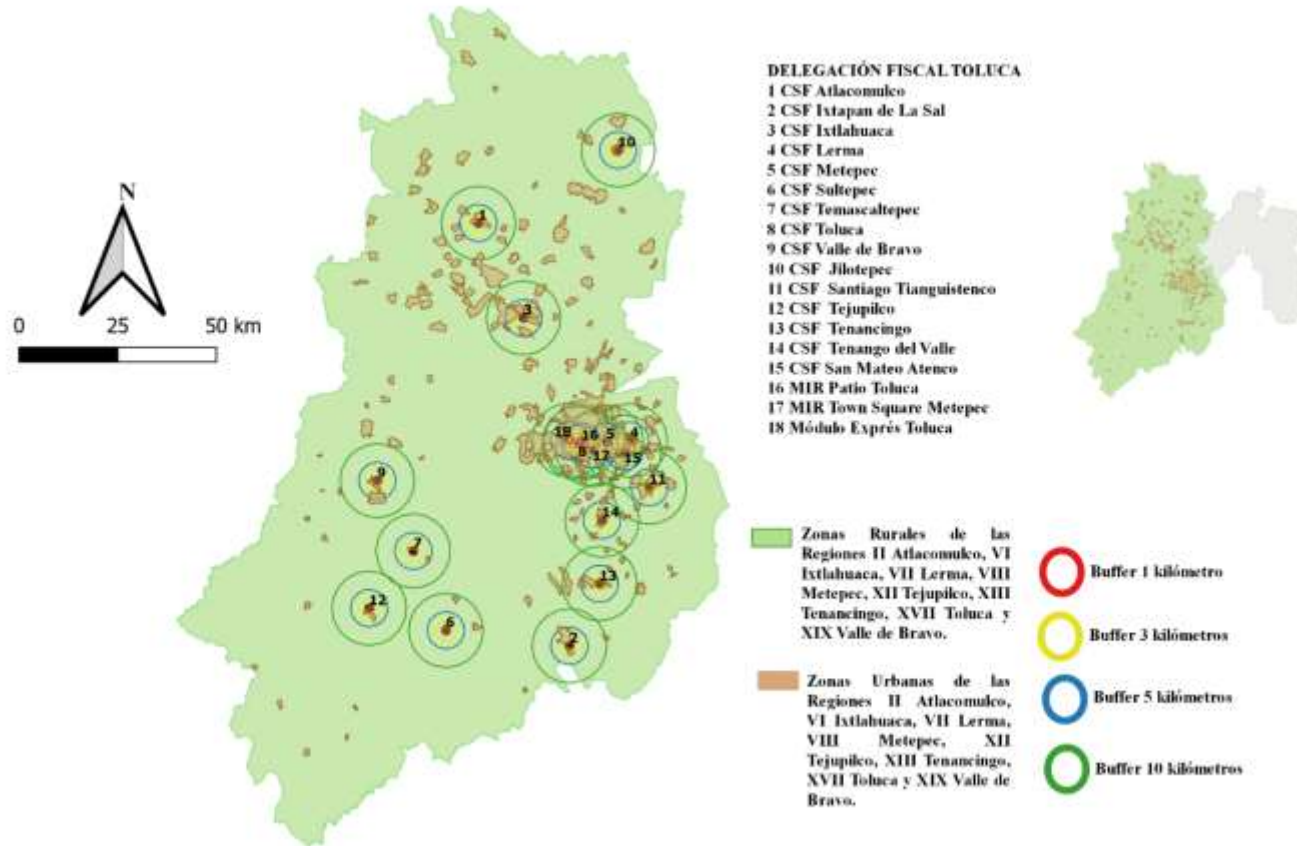 10
1
3
18
16
5
4
8
17
15
11
14
9
7
13
12
6
2
N
0
25
50 km
DELEGACIÓN FISCAL TOLUCA
1 CSF Atlacomulco
2 CSF Ixtapan de La Sal
3 CSF Ixtlahuaca
4 CSF Lerma
5 CSF Metepec
6 CSF Sultepec
7 CSF Temascaltepec
8 CSF Toluca
9 CSF Valle de Bravo
10 CSF Jilotepec
11 CSF Santiago Tianguistenco
12 CSF Tejupilco
13 CSF Tenancingo
14 CSF Tenango del Valle
15 CSF San Mateo Atenco
16 MIR Patio Toluca
17 MIR Town Square Metepec
18 Módulo Exprés Toluca
Zonas Rurales de las
Regiones II Atlacomulco, VI
Ixtlahuaca, VII Lerma, VIII
Metepec, XII Tejupilco, XIII
Tenancingo, XVII Toluca y
XIX Valle de Bravo.
Zonas Urbanas de las
Regiones II Atlacomulco,
VI Ixtlahuaca, VII Lerma,
VIII Metepec, XII
Tejupilco, XIII Tenancingo,
XVII Toluca y XIX Valle de
Bravo.
Buffer 1 kilómetro
Buffer 3 kilómetros
Buffer 5 kilómetros
Buffer 10 kilómetros